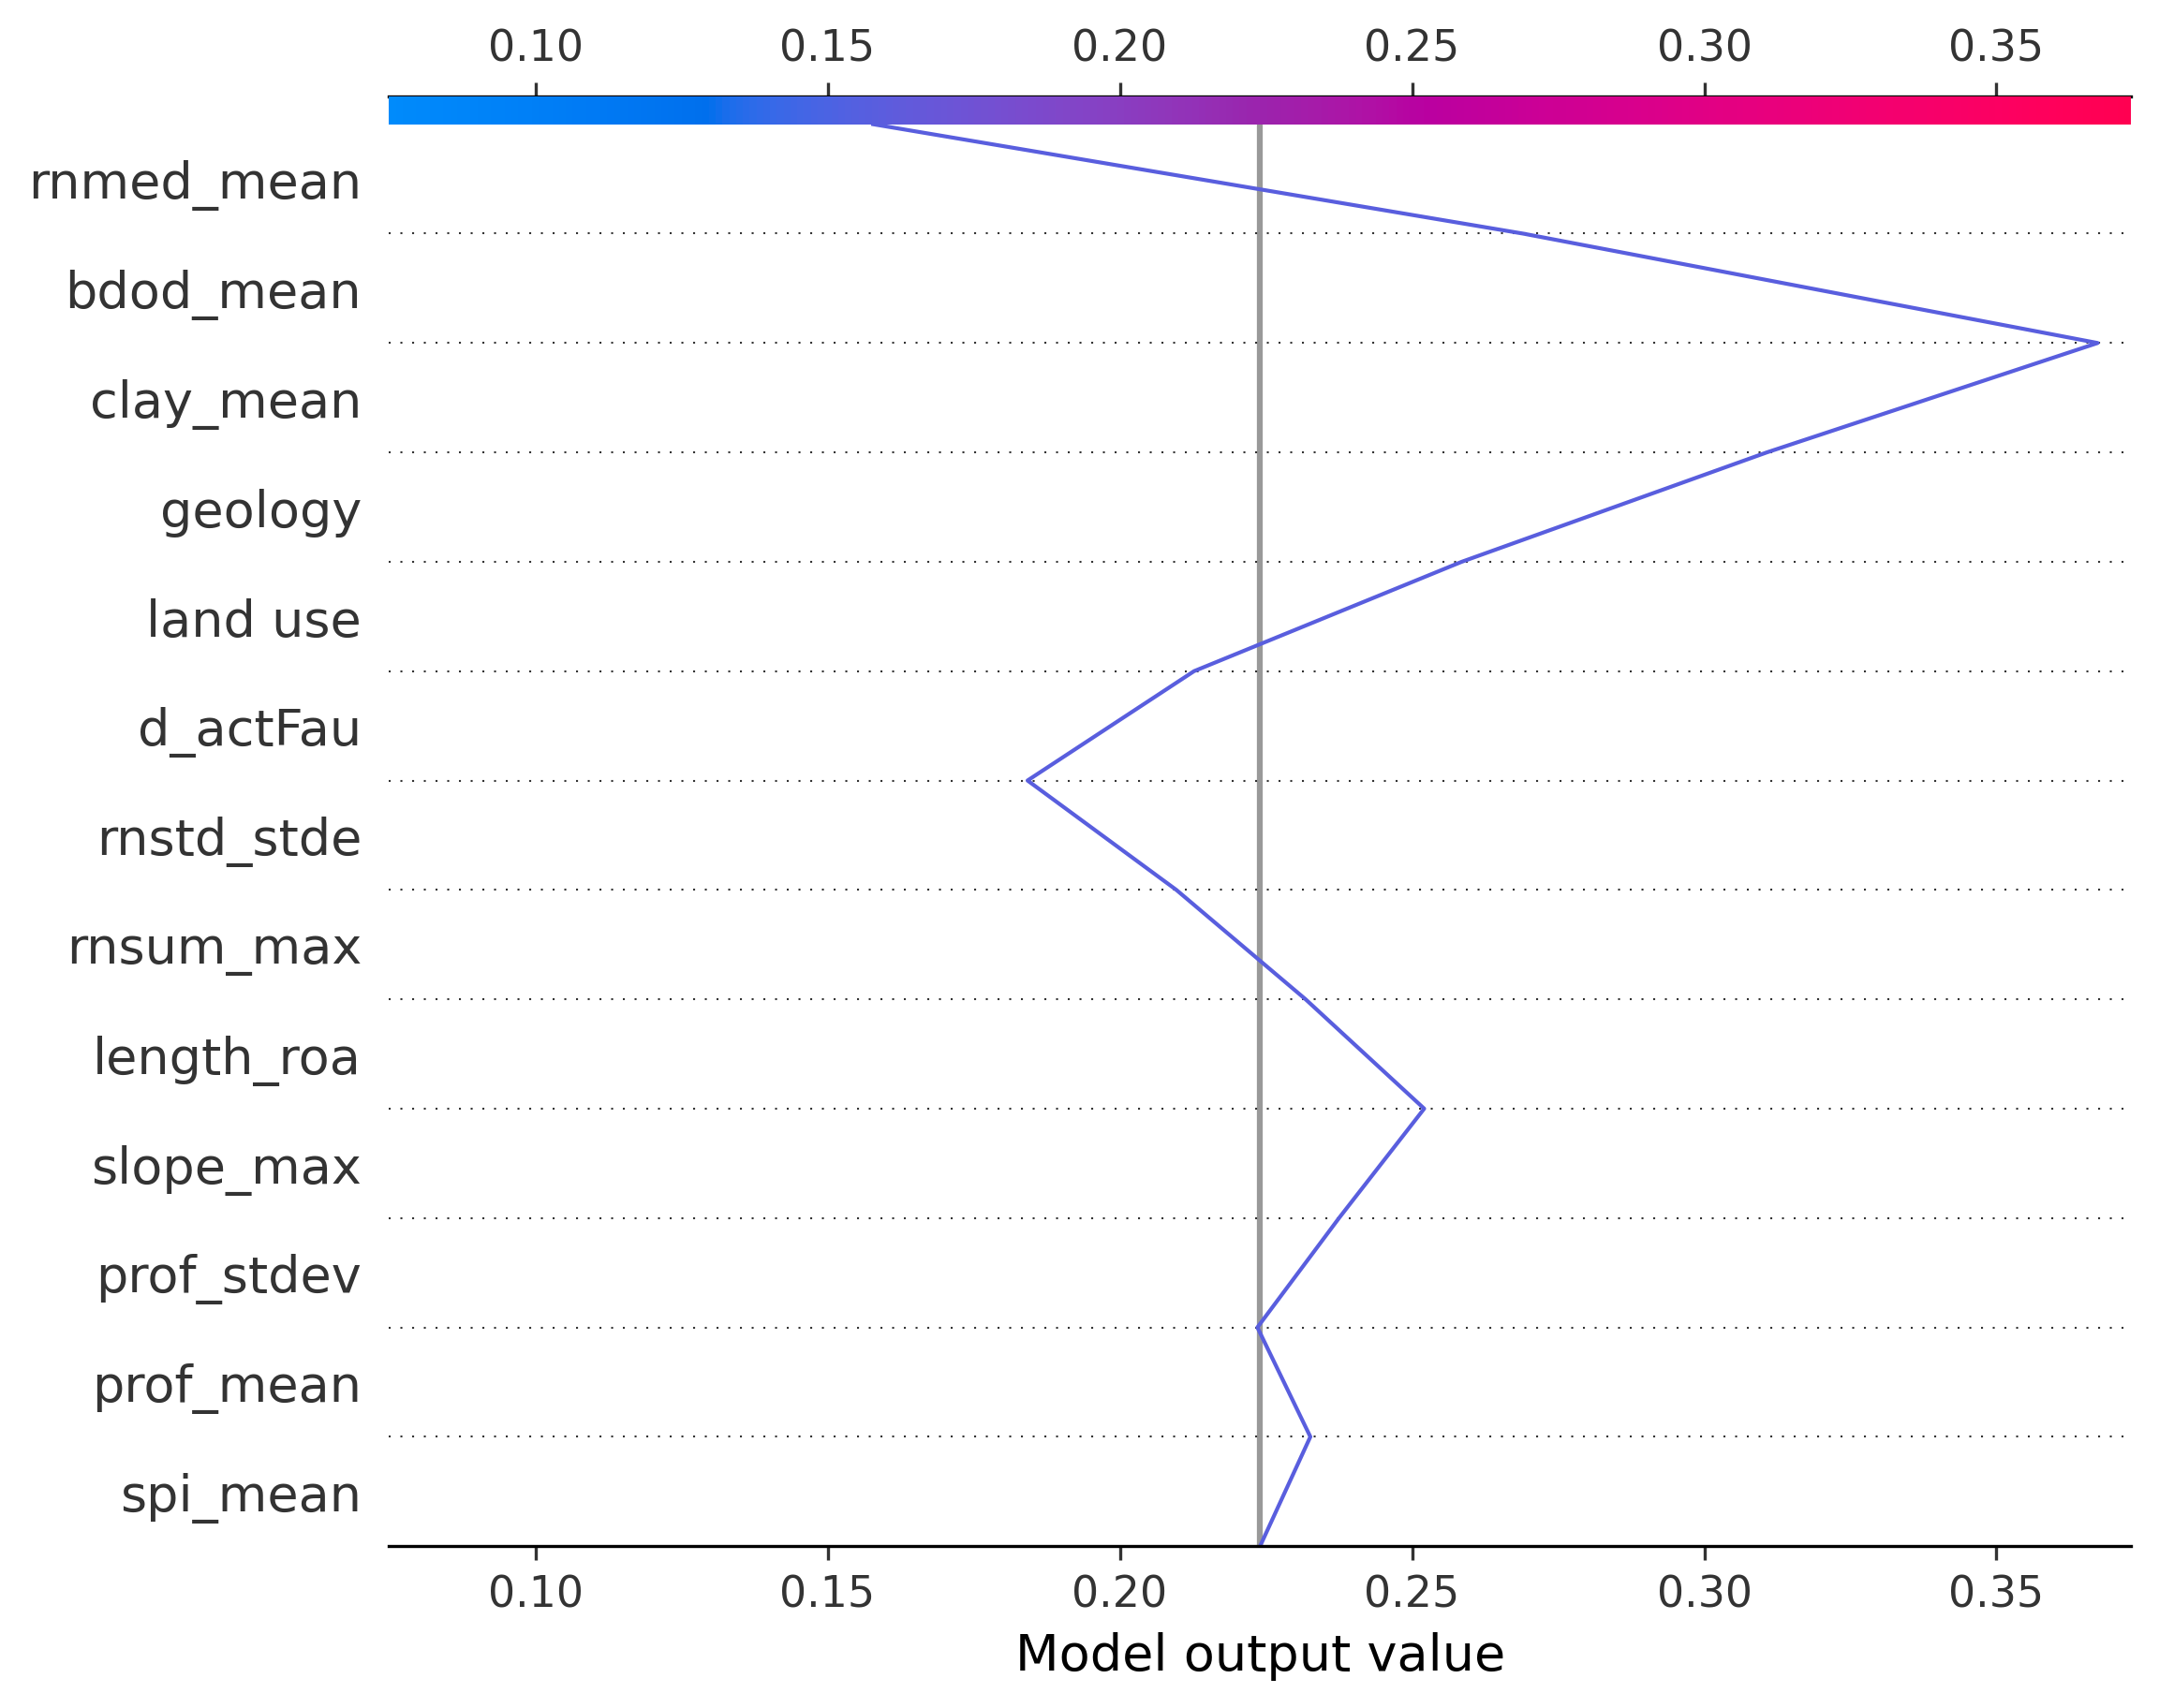 0.10 0.15 0.20 0.25 0.30 0.35
rnmed_mean
bdod_mean
clay_mean
geology
land use
d_actFau
rnstd_stde
rnsum_max
length_roa
slope_max
prof_stdev
prof_mean
spi_mean
0.10 0.15 0.20 0.25 0.30 0.35
Model output value